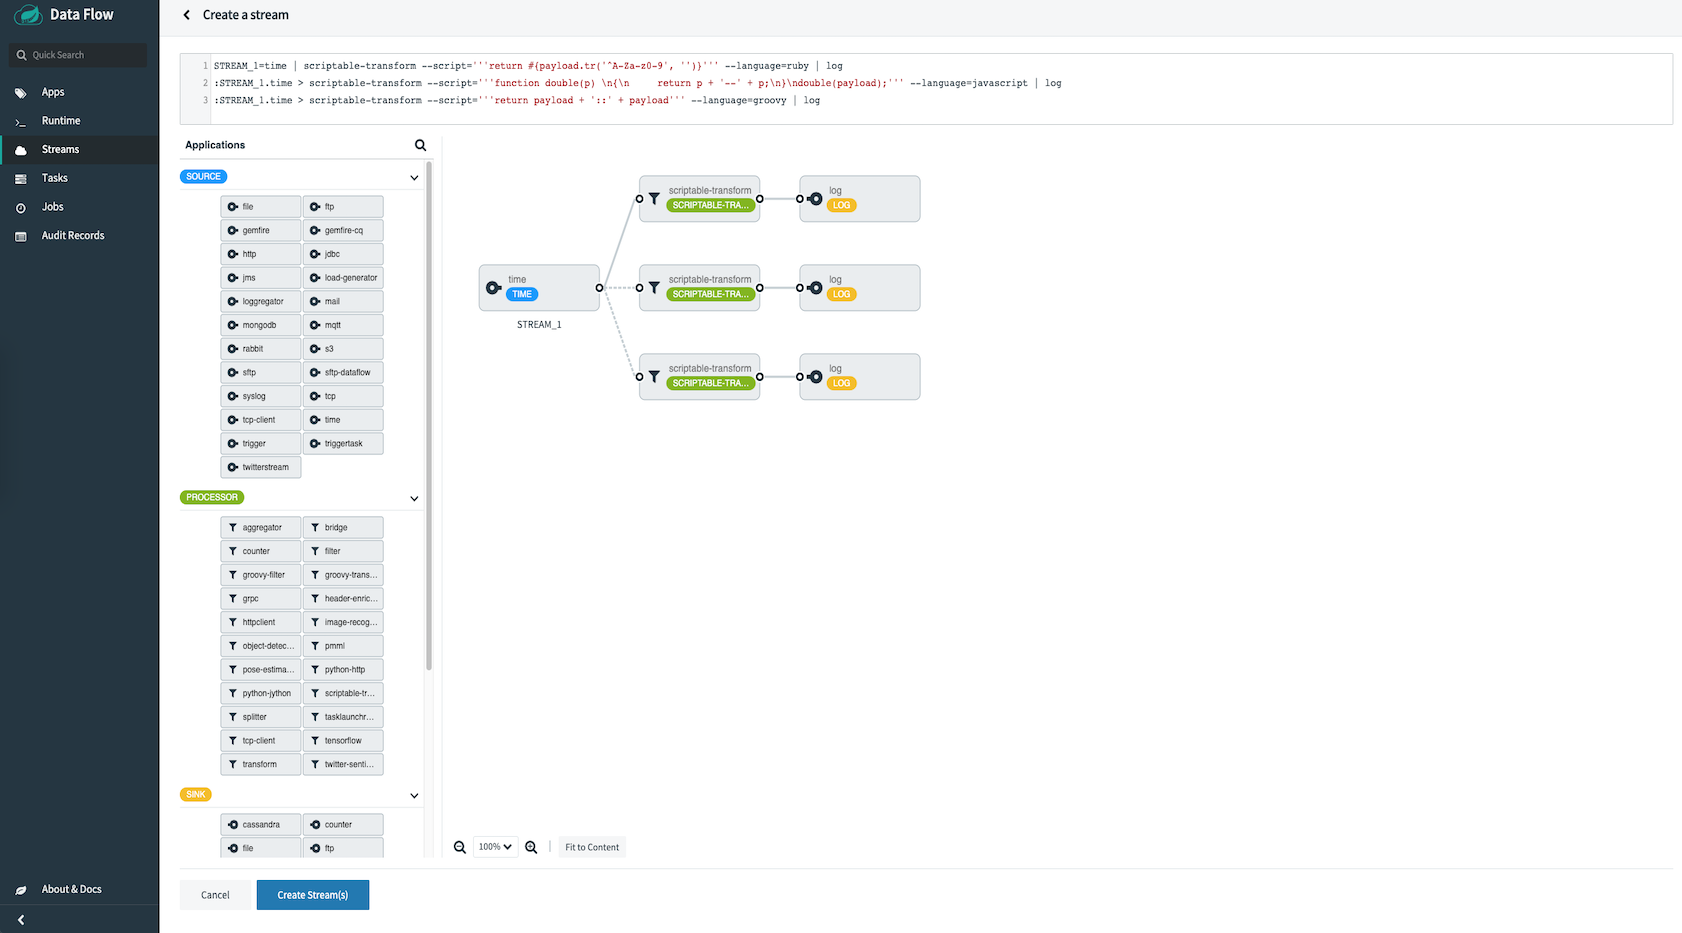 Data Flow
Create a stream
Quick Search
Apps
Runtime
Streams
Tasks
Jobs
Audit Records
1 STREAM_1=time | scriptable-transform --script='''return #{payload.tr('^A-Za-z0-9', '')}''' --language=ruby | log
2 :STREAM_1.time > scriptable-transform --script='''function double(p) \n{\n     return p + '--' + p;\n}\ndouble(payload);''' --language=javascript | log
3 :STREAM_1.time > scriptable-transform --script='''return payload + '::' + payload''' --language=groovy | log
Applications
SOURCE
file ftp
gemfire gemfire-cq
http jdbc
jms load-generator
loggregator mail
mongodb mqtt
rabbit s3
sftp sftp-dataflow
syslog tcp
tcp-client time
trigger triggertask
twitterstream
PROCESSOR
aggregator bridge
counter filter
groovy-filter groovy-trans...
grpc header-enric...
httpclient image-recog...
object-detec... pmml
pose-estima... python-http
python-jython scriptable-tr...
splitter tasklaunchr...
tcp-client tensorflow
transform twitter-senti...
SINK
cassandra counter
file ftp
scriptable-transform
SCRIPTABLE-TRA...
log
LOG
time
TIME
STREAM_1
scriptable-transform
SCRIPTABLE-TRA...
log
LOG
scriptable-transform
SCRIPTABLE-TRA...
log
LOG
100%
Fit to Content
Cancel
Create Stream(s)
About & Docs